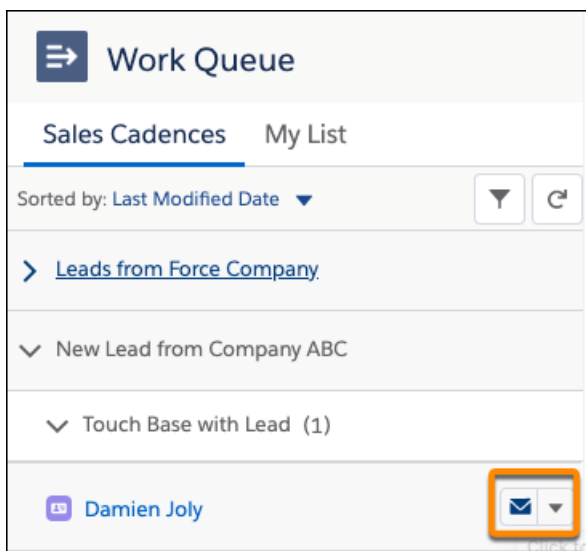 Work Queue
Sales Cadences My List
Sorted by: Last Modified Date
Leads from Force Company
New Lead from Company ABC
Touch Base with Lead (1)
Damien Joly